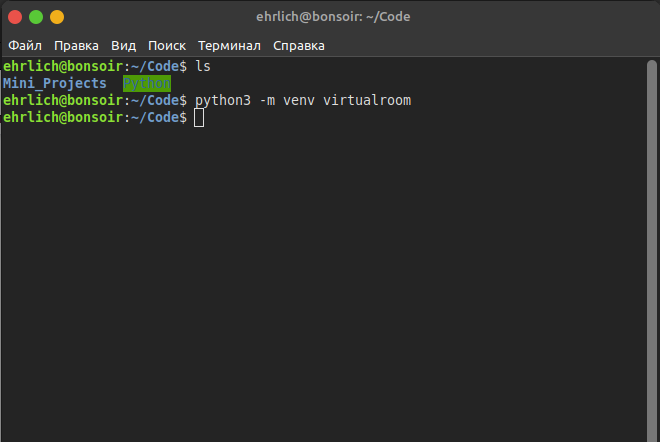 ehrlich@bonsoir: ~/Code
Файл Правка Вид Поиск Терминал Справка
ehrlich@bonsoir:~/Code$ ls
Mini_Projects Python
ehrlich@bonsoir:~/Code$ python3 -m venv virtualroom
ehrlich@bonsoir:~/Code$